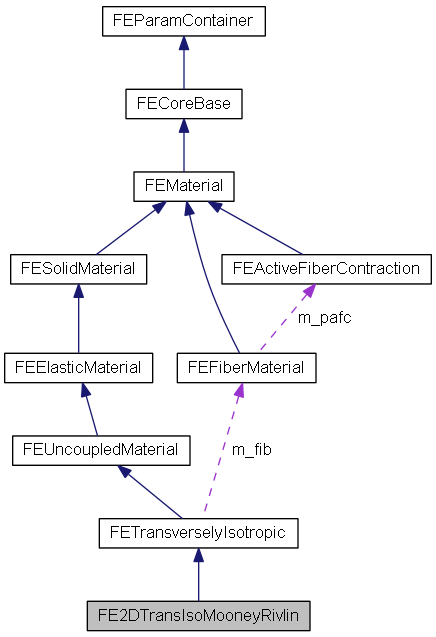 FEParamContainer
FECoreBase
FEMaterial
FESolidMaterial
FEActiveFiberContraction
m_pafc
FEElasticMaterial
FEFiberMaterial
FEUncoupledMaterial
m_fib
FETransverselyIsotropic
FE2DTransIsoMooneyRivlin